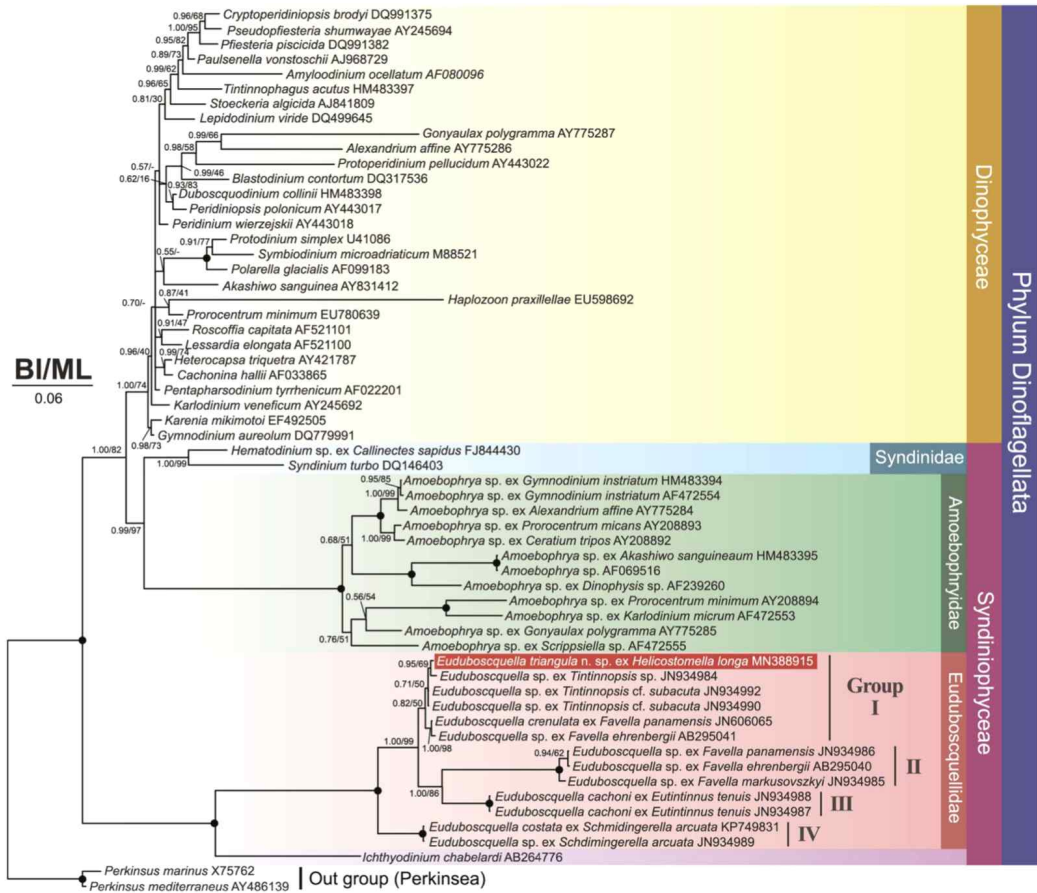 0.96/68
Cryptoperidiniopsis brodyi DQ991375
1.00/95
Pseudopfiesteria shumwayae AY245694
0.95/82
Pfiesteria piscicida DQ991382
0.89/73
Paulsenella vonstoschii AJ968729
0.99/62
Amyloodinium ocellatum AF080096
0.96/65
Tintinnophagus acutus HM483397
0.81/30
Stoeckeria algicida AJ841809
Lepidodinium viride DQ499645
0.99/66
Gonyaulax polygramma AY775287
0.98/58
Alexandrium affine AY775286
Protoperidinium pellucidum AY443022
0.57/-
0.99/46
Blastodinium contortum DQ317536
0.62/16
0.93/83
Duboscquodinium collinii HM483398
Peridiniopsis polonicum AY443017
Peridinium wierzejskii AY443018
0.91/77
Protodinium simplex U41086
0.55/-
Symbiodinium microadriaticum M88521
Polarella glacialis AF099183
Akashiwo sanguinea AY831412
0.70/-
0.87/41
Haplozoon praxillellae EU598692
Prorocentrum minimum EU780639
0.91/47
Roscoffia capitata AF521101
Lessardia elongata AF521100
0.96/40
0.99/74
Heterocapsa triquetra AY421787
Cachonina hallii AF033865
1.00/74
Pentapharsodinium tyrrhenicum AF022201
Karlodinium veneficum AY245692
Karenia mikimotoi EF492505
0.98/73
Gymnodinium aureolum DQ779991
BI/ML
0.06
1.00/82
Hematodinium sp. ex Callinectes sapidus FJ844430
1.00/99
Syndinium turbo DQ146403
0.95/85
Amoebophrya sp. ex Gymnodinium instriatum HM483394
1.00/99
Amoebophrya sp. ex Gymnodinium instriatum AF472554
Amoebophrya sp. ex Alexandrium affine AY775284
0.99/97
Amoebophrya sp. ex Prorocentrum micans AY208893
0.68/51
1.00/99
Amoebophrya sp. ex Ceratium tripos AY208892
Amoebophrya sp. ex Akashiwo sanguineaum HM483395
Amoebophrya sp. AF069516
Amoebophrya sp. ex Dinophysis sp. AF239260
0.56/54
Amoebophrya sp. ex Prorocentrum minimum AY208894
Amoebophrya sp. ex Karlodinium micrum AF472553
0.76/51
Amoebophrya sp. ex Gonyaulax polygramma AY775285
Amoebophrya sp. ex Scrippsiella sp. AF472555
0.95/69
Euduboscquella triangula n. sp. ex Helicostomella longa MN388915
0.71/50
Euduboscquella sp. ex Tintinnopsis sp. JN934984
Euduboscquella sp. ex Tintinnopsis cf. subacuta JN934992
0.82/50
Euduboscquella sp. ex Tintinnopsis cf. subacuta JN934990
Euduboscquella crenulata ex Favella panamensis JN606065
1.00/99
1.00/98
Euduboscquella sp. ex Favella ehrenbergii AB295041
0.94/62
Euduboscquella sp. ex Favella panamensis JN934986
Euduboscquella sp. ex Favella ehrenbergii AB295040
1.00/86
Euduboscquella sp. ex Favella markusovszkyi JN934985
Euduboscquella cachoni ex Eutintinnus tenuis JN934988
Euduboscquella cachoni ex Eutintinnus tenuis JN934987
Euduboscquella costata ex Schmidingerella arcuata KP749831
Euduboscquella sp. ex Schdimingerella arcuata JN934989
Ichthyodinium chabelardi AB264776
Perkinsus marinus X75762
Perkinsus mediterraneus AY486139
Out group (Perkinsea)
Group
I
II
III
IV
Dinophyceae
Syndinidae
Amoebophryidae
Euduboscquellidae
Syndiniophyceae
Phylum Dinoflagellata